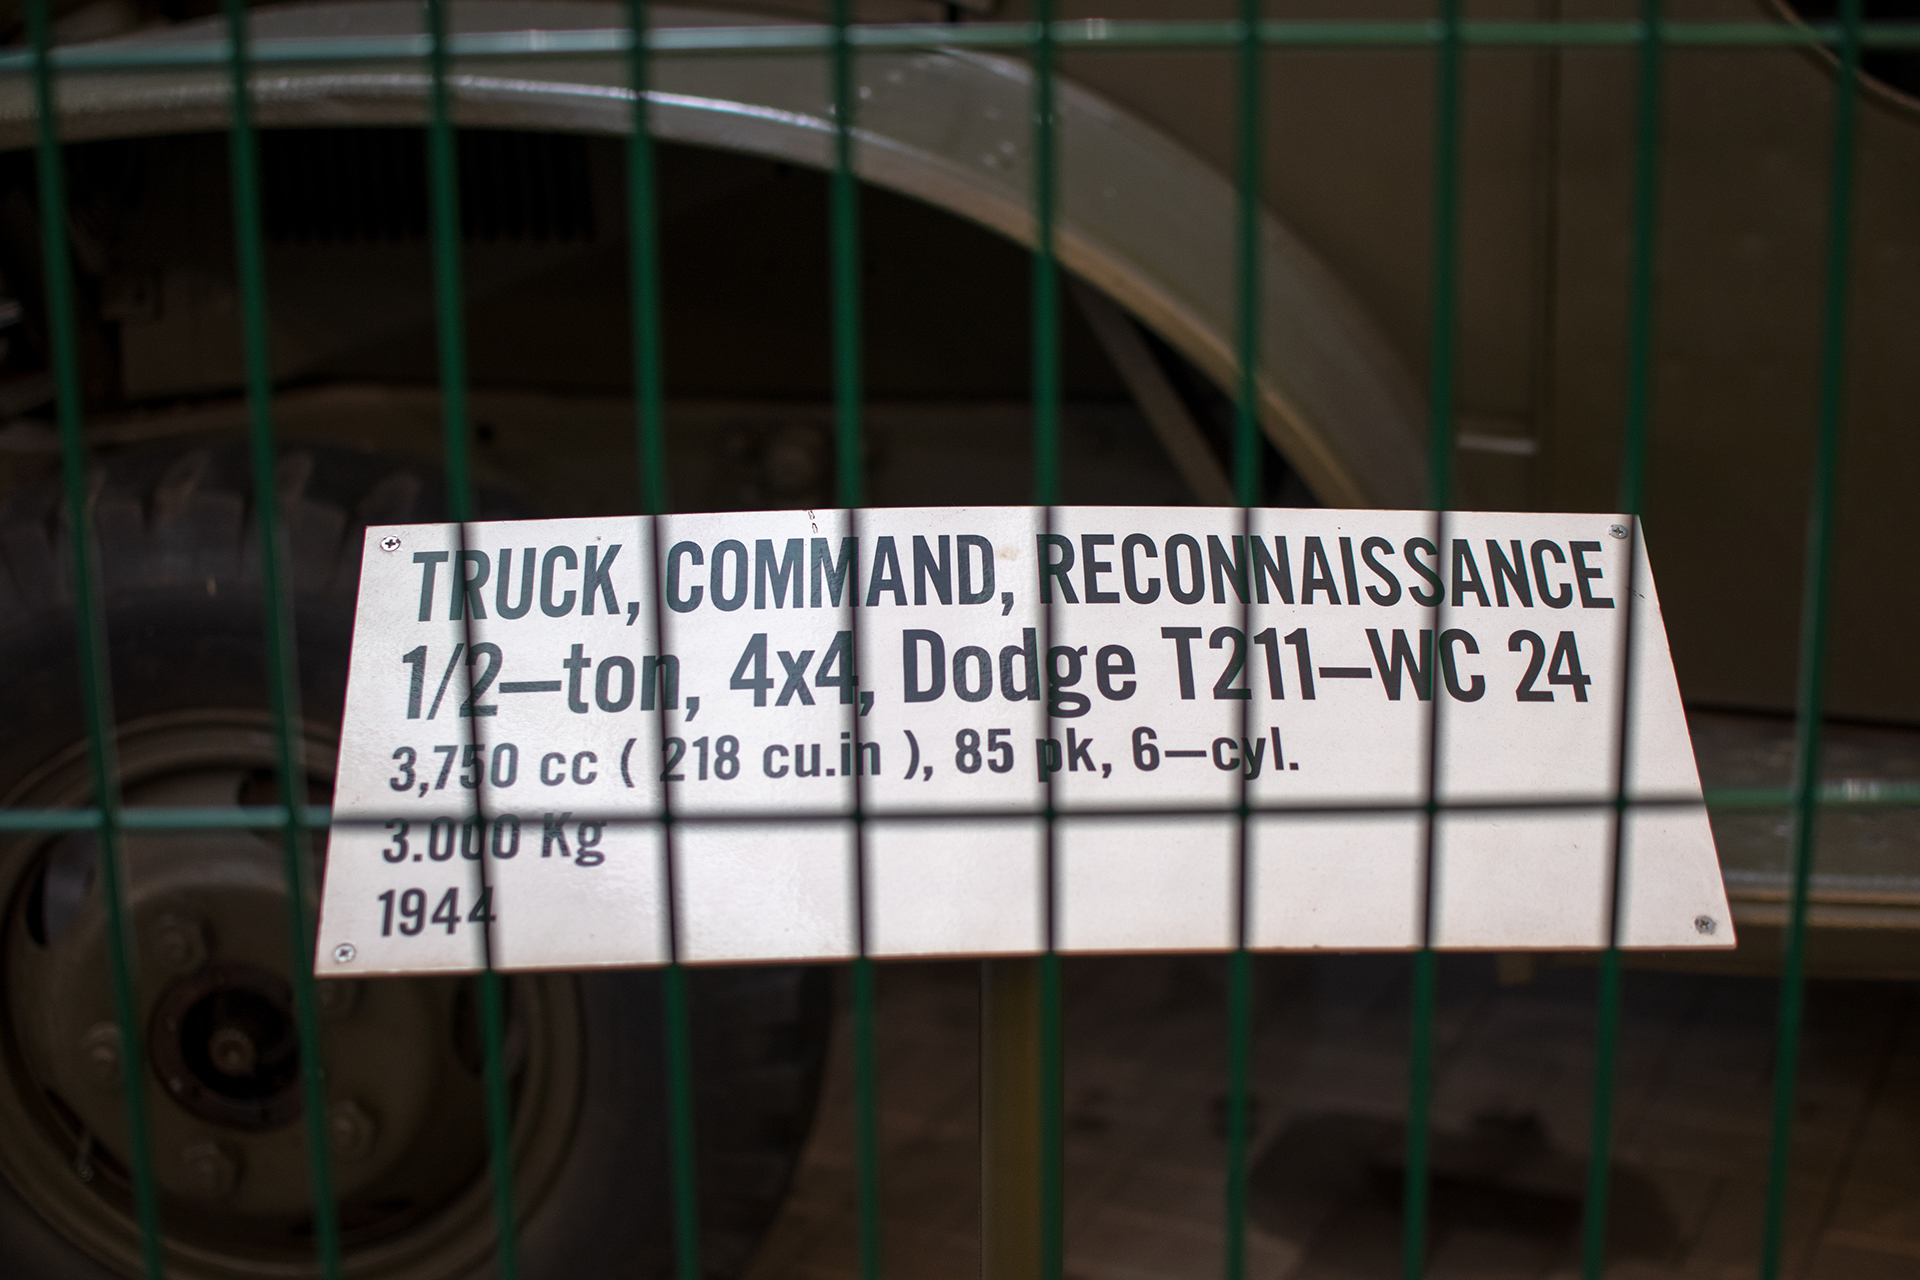 TRUCK, COMMAND, RECONNAISSANCE
1/2—ton, 4x4, Dodge T211—WC 24
3,750 cc ( 218 cu.in ), 85 pk, 6—cyl.
3.000 Kg
1944